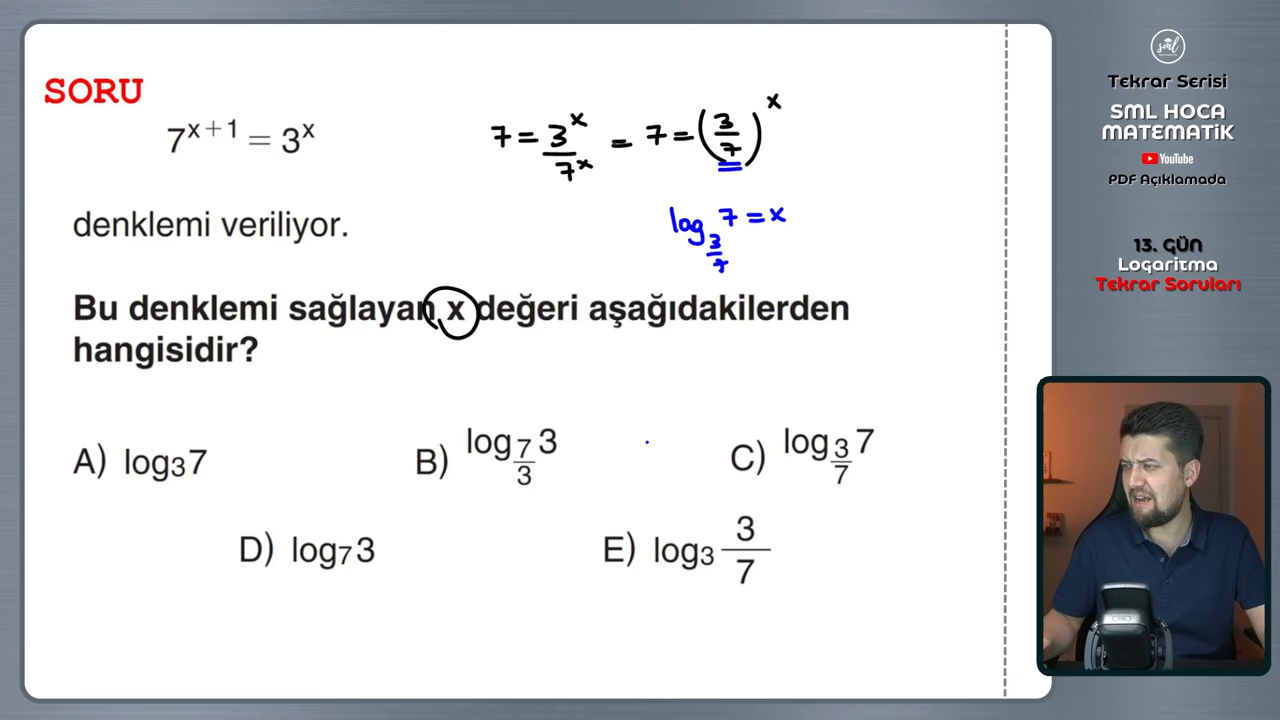 SORU
7^{x+1} = 3^x
7 = 3^x/7^x = 7 = (3/7)^x
log_{3/7} 7 = x
denklemi veriliyor.
Bu denklemi sağlayan x değeri aşağıdakilerden
hangisidir?
A) log₃7
B) log_{7/3} 3
C) log_{3/7} 7
D) log₇3
E) log₃ 3/7
sml
Tekrar Serisi
SML HOCA
MATEMATİK
YouTube
PDF Açıklamada
13. GÜN
Logaritma
Tekrar Soruları